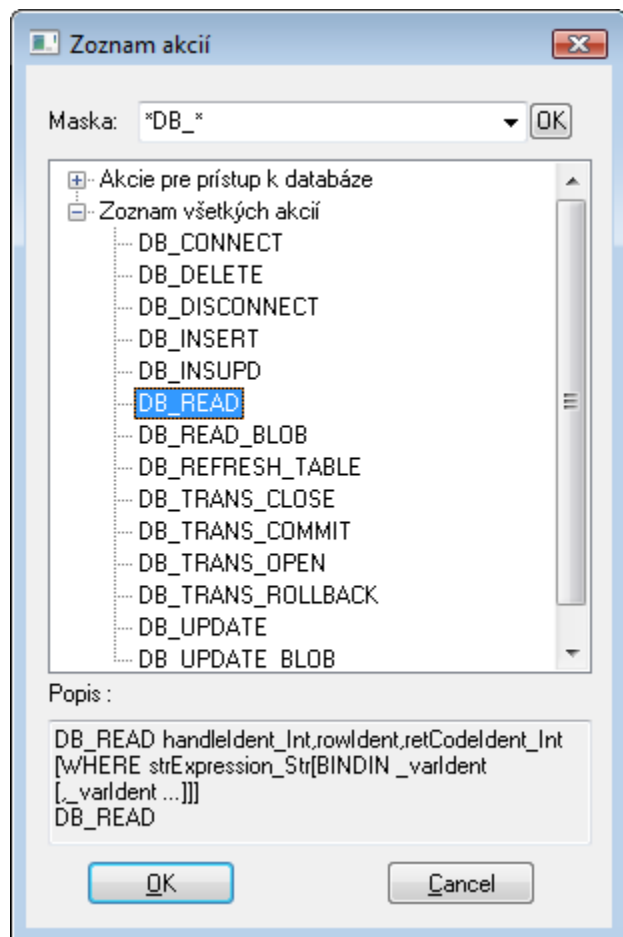 Zoznam akcií
Maska: *DB_* OK
Akcie pre prístup k databáze
Zoznam všetkých akcií
DB_CONNECT
DB_DELETE
DB_DISCONNECT
DB_INSERT
DB_INSUPD
DB_READ
DB_READ_BLOB
DB_REFRESH_TABLE
DB_TRANS_CLOSE
DB_TRANS_COMMIT
DB_TRANS_OPEN
DB_TRANS_ROLLBACK
DB_UPDATE
DB_UPDATE_BLOB
Popis :
DB_READ handleIdent_Int,rowIdent,retCodeIdent_Int
[WHERE strExpression_Str[BINDIN _varIdent
[,_varIdent ...]]]
DB_READ
OK Cancel